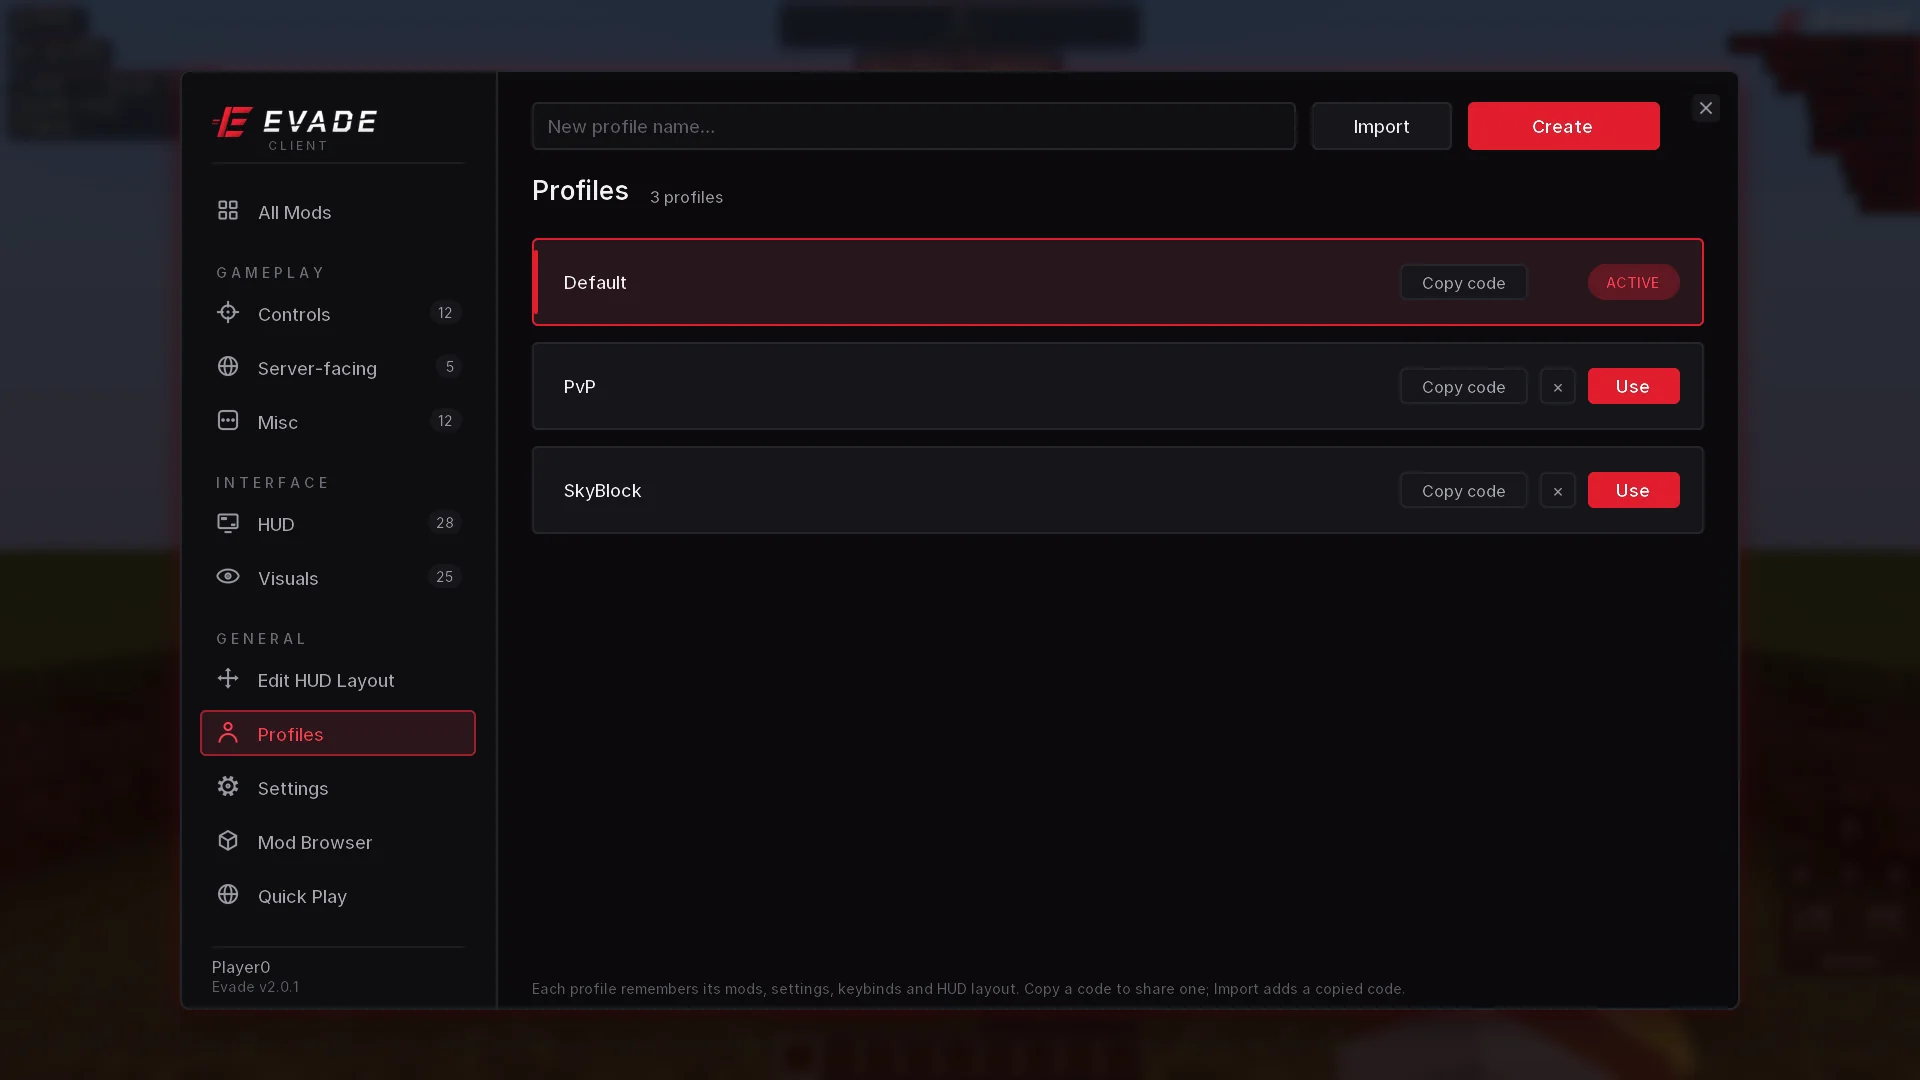 EVADE
CLIENT
All Mods
GAMEPLAY
Controls 12
Server-facing 5
Misc 12
INTERFACE
HUD 28
Visuals 25
GENERAL
Edit HUD Layout
Profiles
Settings
Mod Browser
Quick Play
Player0
Evade v2.0.1
New profile name...
Import
Create
Profiles 3 profiles
Default Copy code ACTIVE
PvP Copy code × Use
SkyBlock Copy code × Use
Each profile remembers its mods, settings, keybinds and HUD layout. Copy a code to share one; Import adds a copied code.